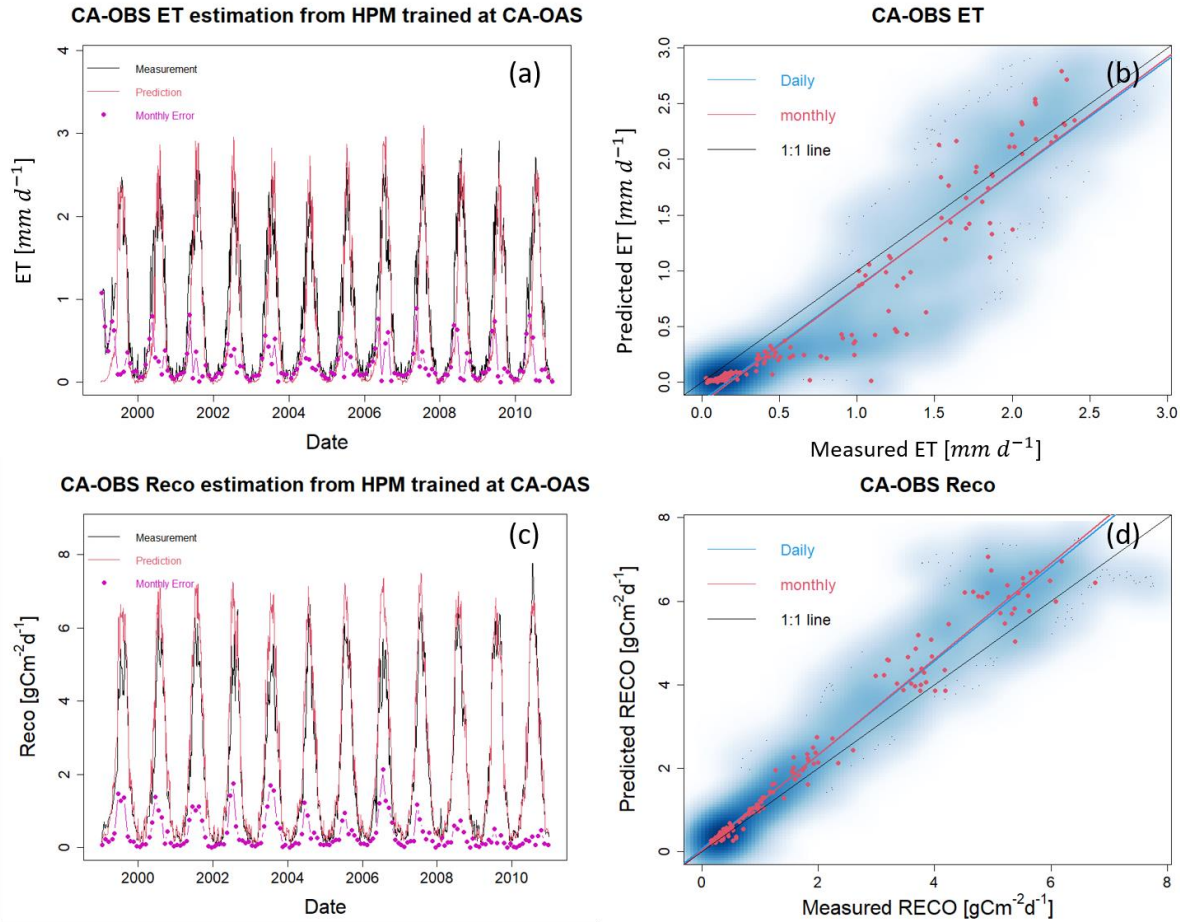 CA-OBS ET estimation from HPM trained at CA-OAS
(a)
Measurement
Prediction
Monthly Error
ET [mm d⁻¹]
4
3
2
1
0
2000 2002 2004 2006 2008 2010
Date
CA-OBS ET
(b)
Daily
monthly
1:1 line
Predicted ET [mm d⁻¹]
3.0
2.5
2.0
1.5
1.0
0.5
0.0
0.0 0.5 1.0 1.5 2.0 2.5 3.0
Measured ET [mm d⁻¹]
CA-OBS Reco estimation from HPM trained at CA-OAS
(c)
Measurement
Prediction
Monthly Error
Reco [gCm⁻²d⁻¹]
8
6
4
2
0
2000 2002 2004 2006 2008 2010
Date
CA-OBS Reco
(d)
Daily
monthly
1:1 line
Predicted RECO [gCm⁻²d⁻¹]
8
6
4
2
0
0 2 4 6 8
Measured RECO [gCm⁻²d⁻¹]